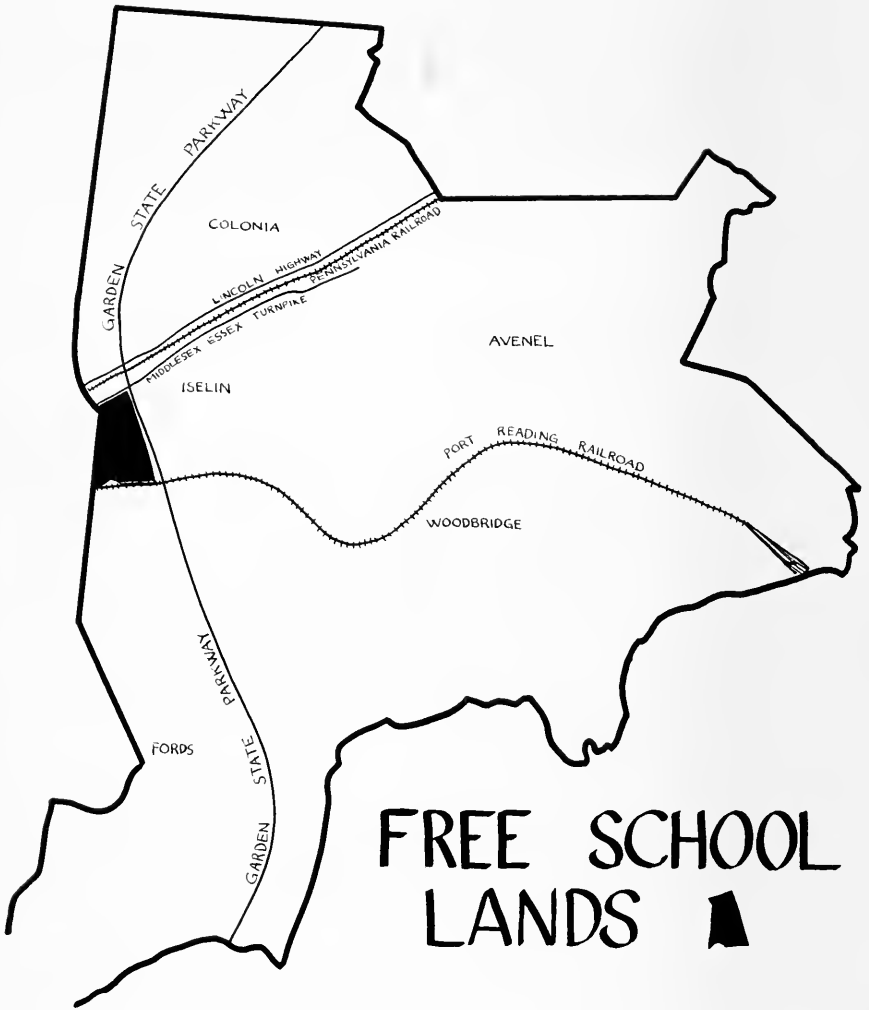 GARDEN STATE PARKWAY
COLONIA
LINCOLN HIGHWAY
PENNSYLVANIA RAILROAD
MIDDLESEX ESSEX TURNPIKE
ISELIN
AVENEL
PORT READING RAILROAD
WOODBRIDGE
GARDEN STATE PARKWAY
FORDS
FREE SCHOOL
LANDS